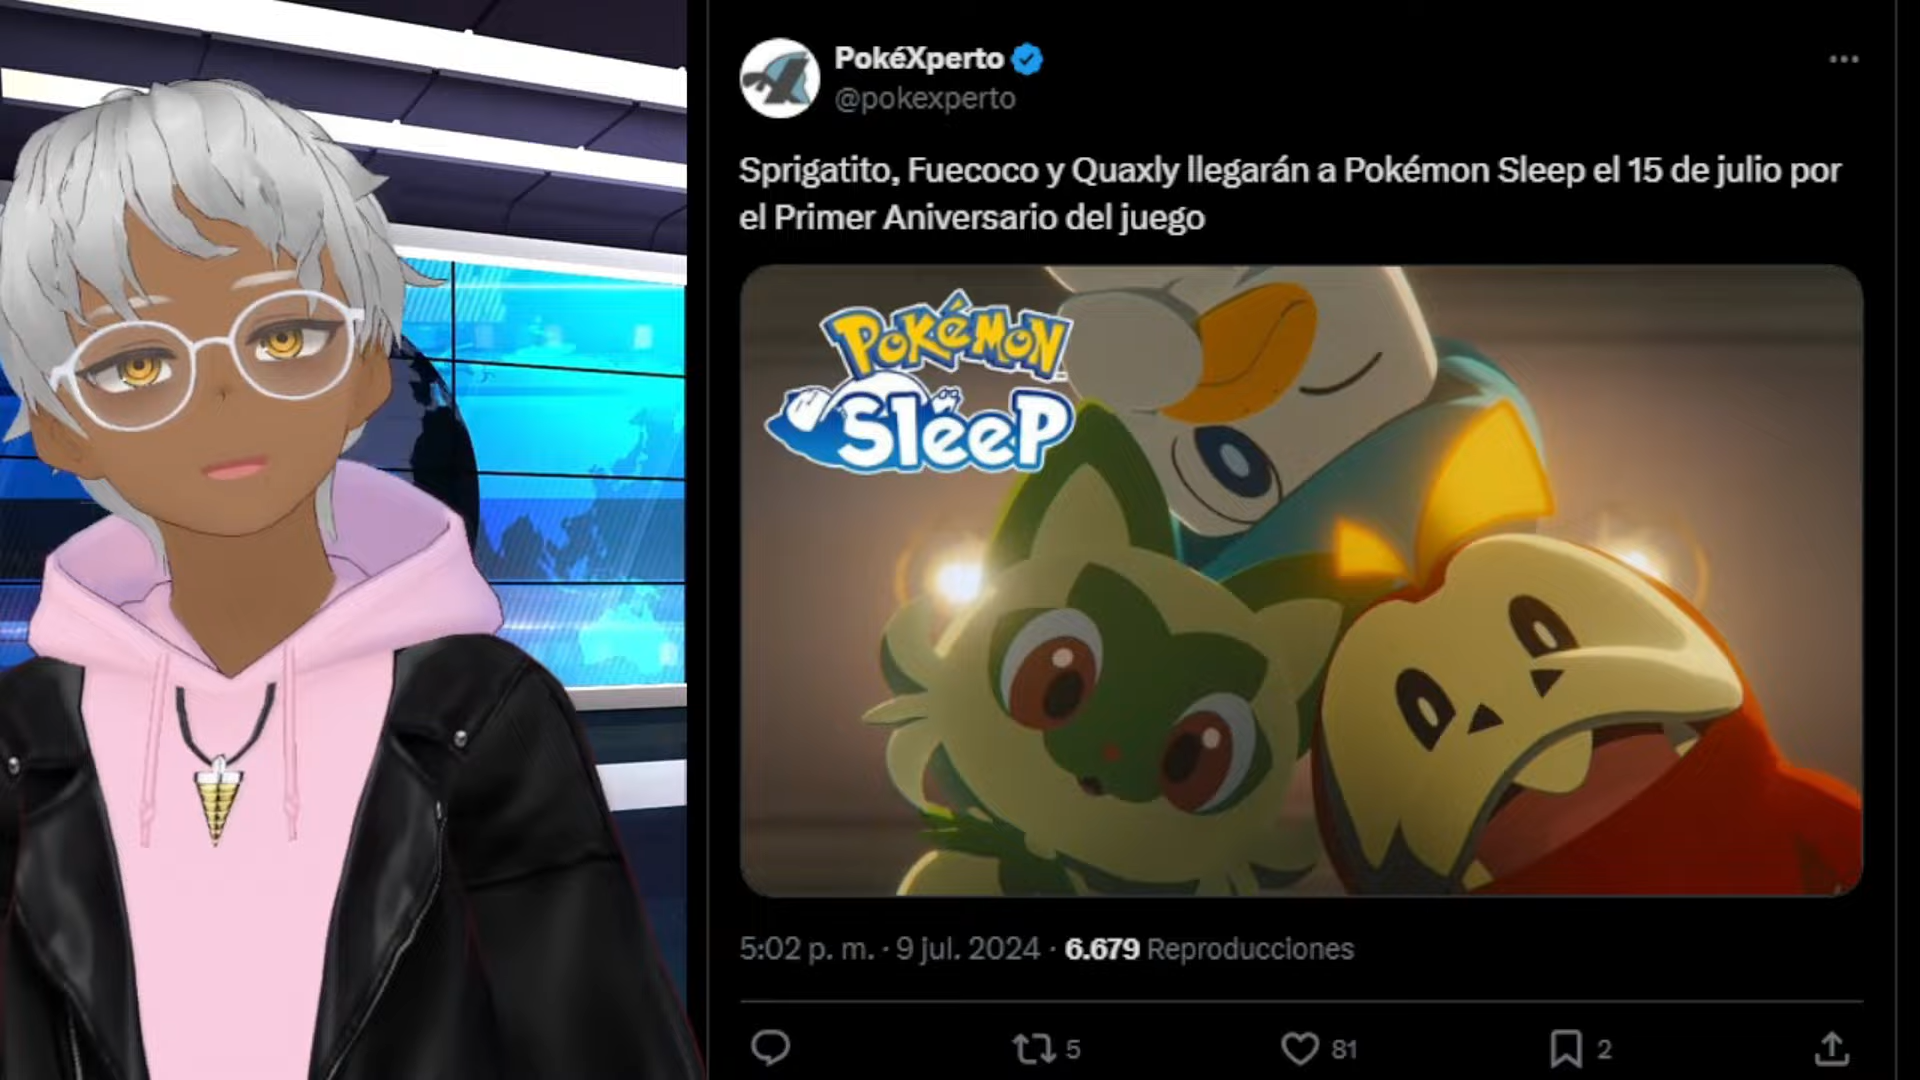 PokéXperto
@pokexperto
Sprigatito, Fuecoco y Quaxly llegarán a Pokémon Sleep el 15 de julio por
el Primer Aniversario del juego
POKéMON
SleeP
5:02 p. m. · 9 jul. 2024 · 6.679 Reproducciones
5
81
2